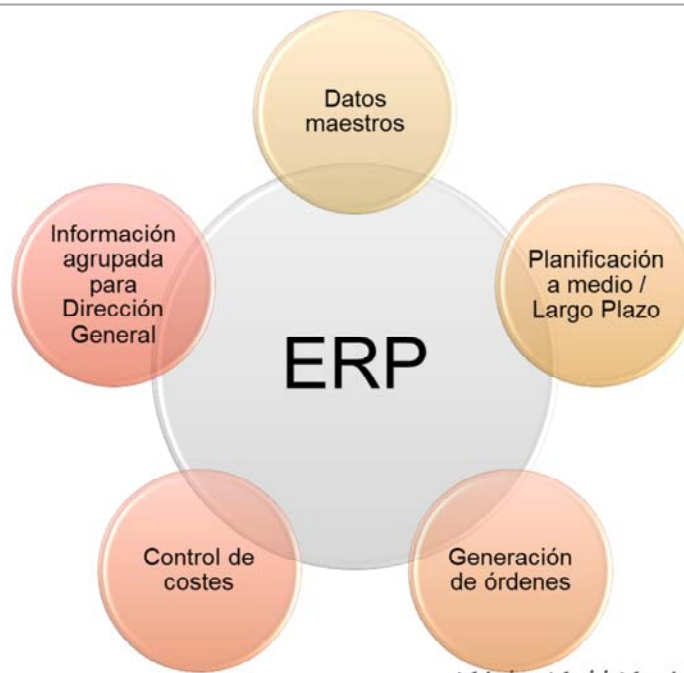 Datos
maestros
Planificación
a medio /
Largo Plazo
Generación
de órdenes
Control de
costes
Información
agrupada
para
Dirección
General
ERP